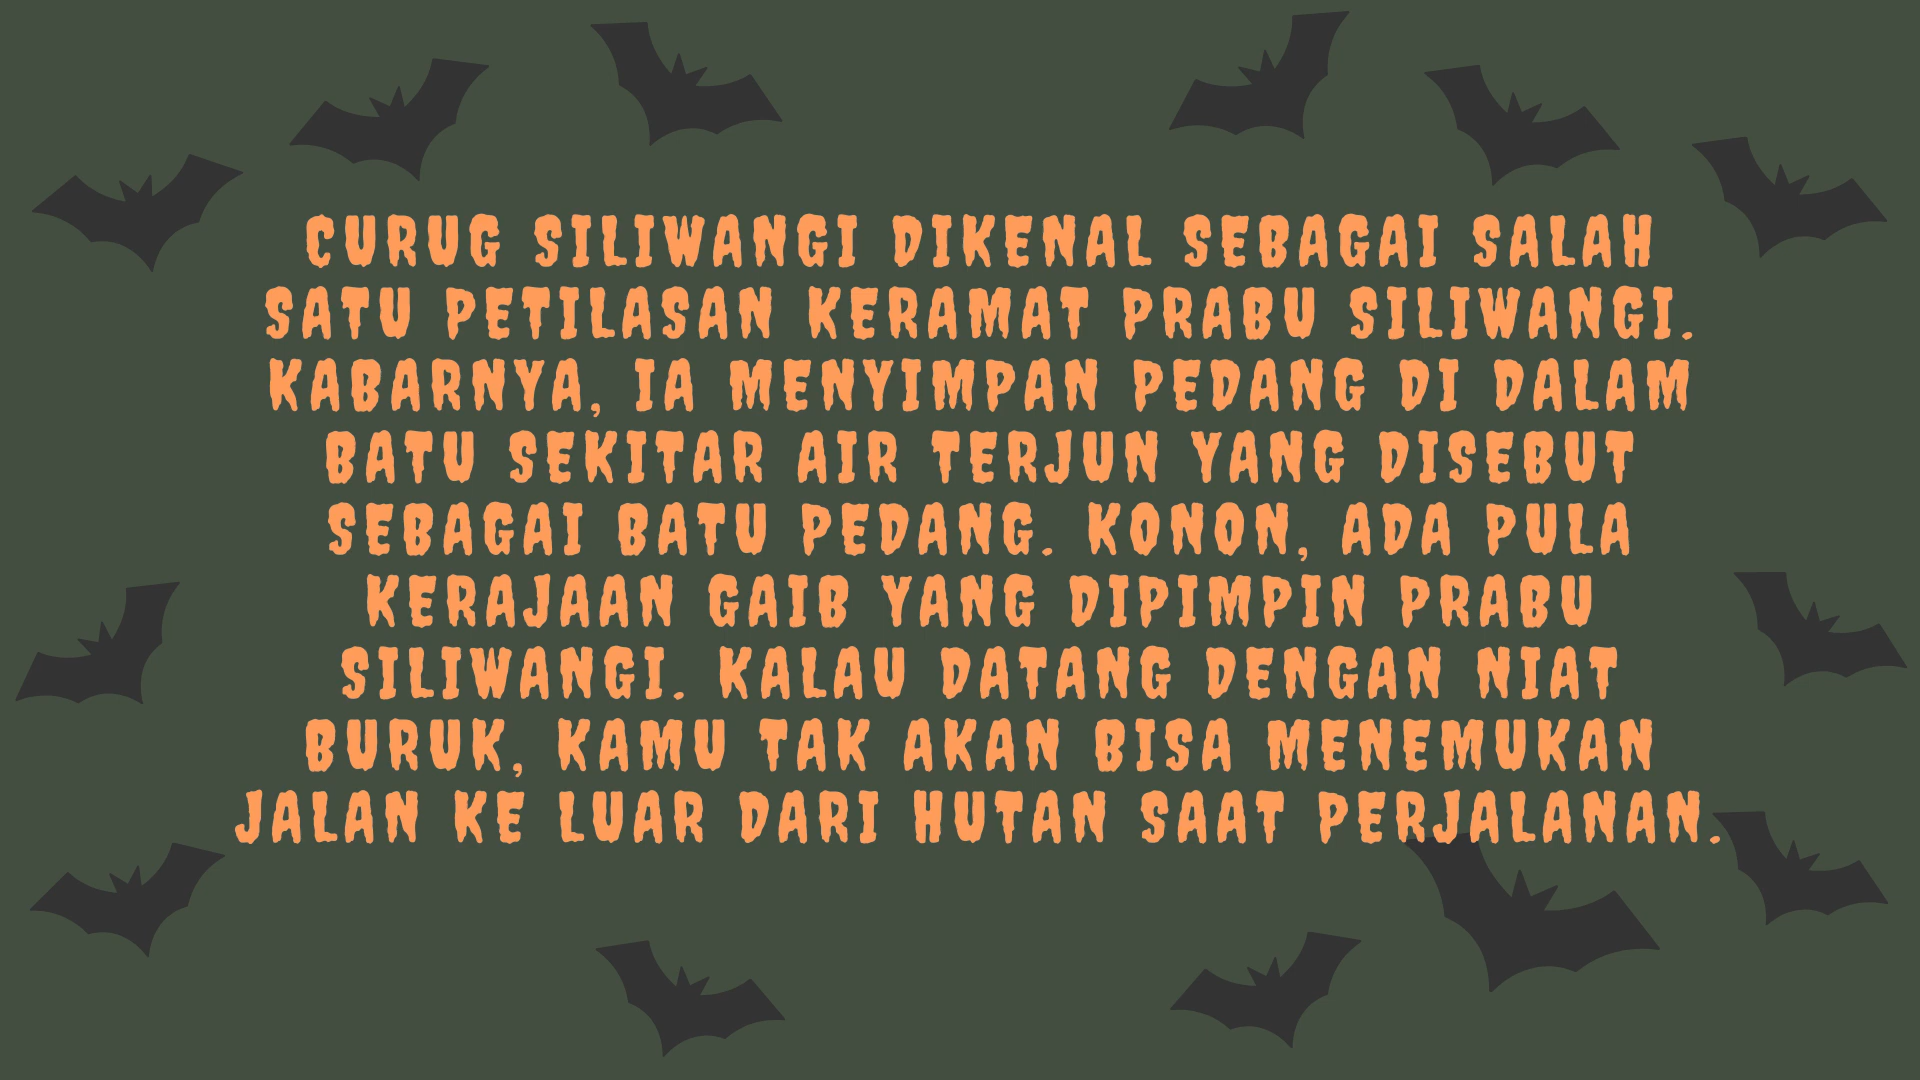 CURUG SILIWANGI DIKENAL SEBAGAI SALAH
SATU PETILASAN KERAMAT PRABU SILIWANGI.
KABARNYA, IA MENYIMPAN PEDANG DI DALAM
BATU SEKITAR AIR TERJUN YANG DISEBUT
SEBAGAI BATU PEDANG. KONON, ADA PULA
KERAJAAN GAIB YANG DIPIMPIN PRABU
SILIWANGI. KALAU DATANG DENGAN NIAT
BURUK, KAMU TAK AKAN BISA MENEMUKAN
JALAN KE LUAR DARI HUTAN SAAT PERJALANAN.